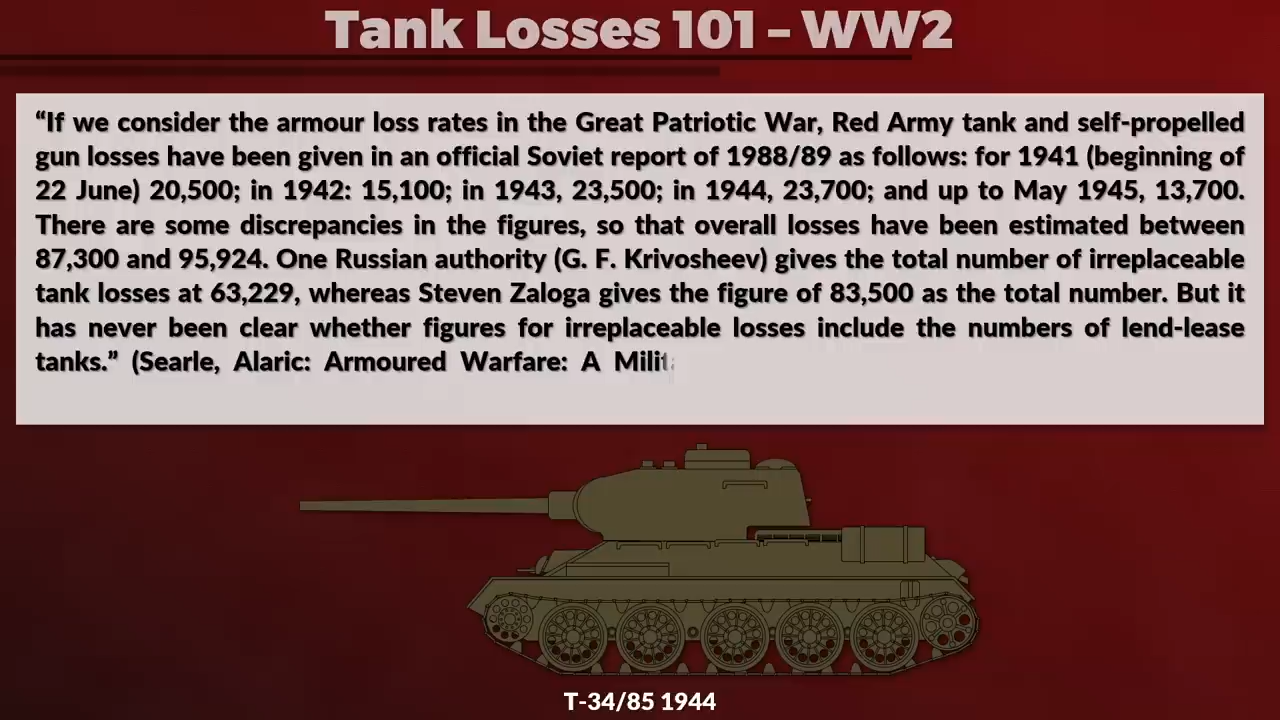 Tank Losses 101 – WW2
“If we consider the armour loss rates in the Great Patriotic War, Red Army tank and self-propelled
gun losses have been given in an official Soviet report of 1988/89 as follows: for 1941 (beginning of
22 June) 20,500; in 1942: 15,100; in 1943, 23,500; in 1944, 23,700; and up to May 1945, 13,700.
There are some discrepancies in the figures, so that overall losses have been estimated between
87,300 and 95,924. One Russian authority (G. F. Krivosheev) gives the total number of irreplaceable
tank losses at 63,229, whereas Steven Zaloga gives the figure of 83,500 as the total number. But it
has never been clear whether figures for irreplaceable losses include the numbers of lend-lease
tanks.” (Searle, Alaric: Armoured Warfare: A
T-34/85 1944